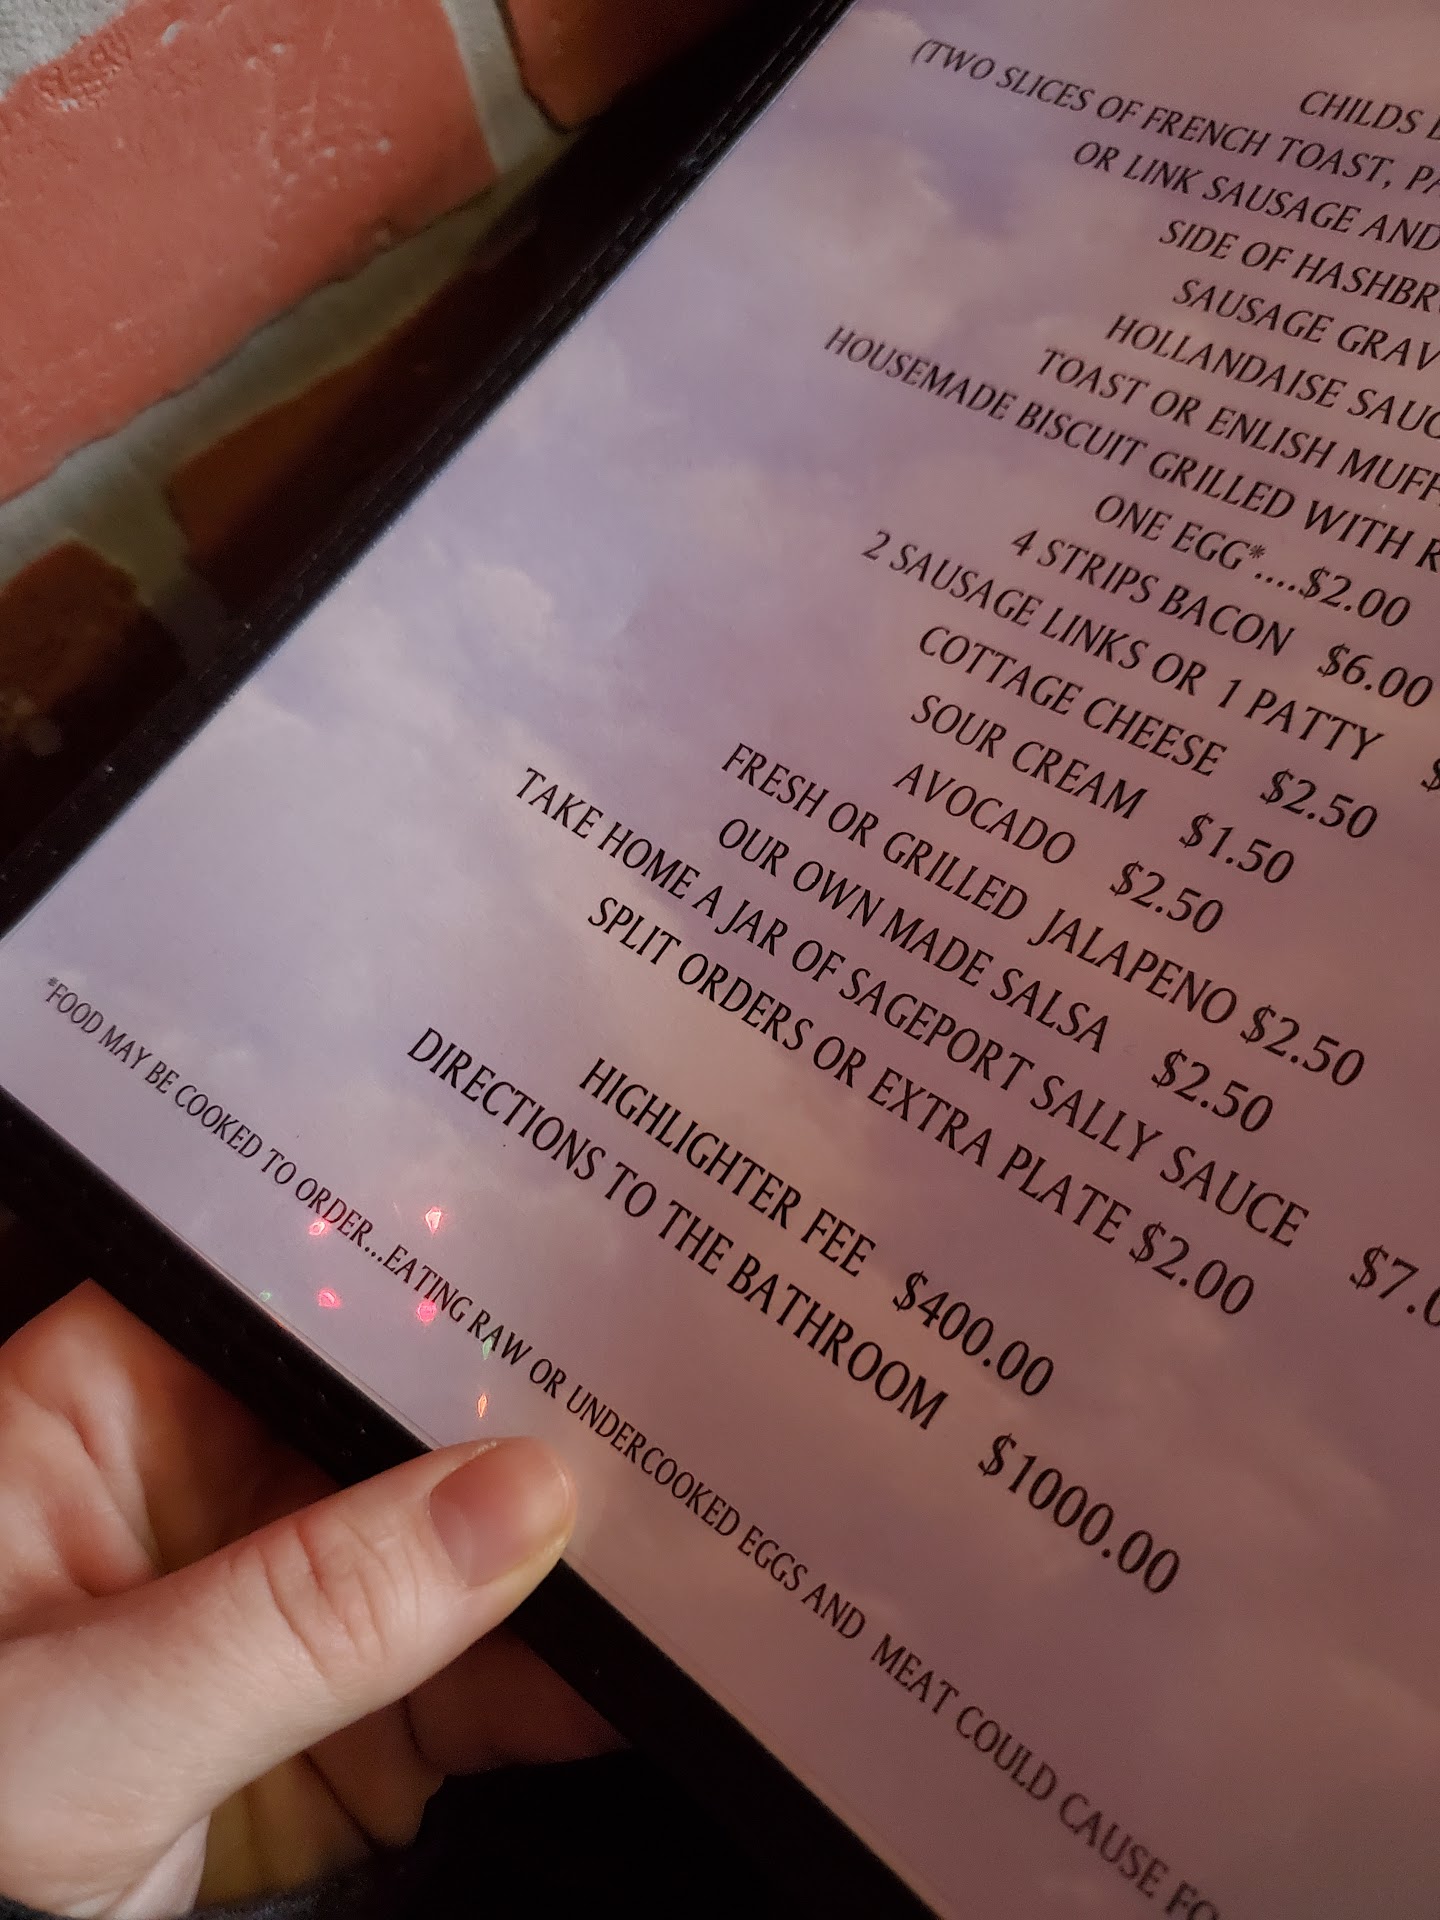 CHILDS
(TWO SLICES OF FRENCH TOAST,
OR LINK SAUSAGE AND
SIDE OF
SAUSAGE
HOLLANDAISE
TOAST OR ENLISH
HOUSEMADE BISCUIT GRILLED WITH
ONE EGG*....$2.00
4 STRIPS BACON $6.00
2 SAUSAGE LINKS OR 1 PATTY $
COTTAGE CHEESE $2.50
SOUR CREAM $1.50
AVOCADO $2.50
FRESH OR GRILLED JALAPENO $2.50
OUR OWN MADE SALSA $2.50
TAKE HOME A JAR OF SAGEPORT SALLY SAUCE $7.0
SPLIT ORDERS OR EXTRA PLATE $2.00
HIGHLIGHTER FEE $400.00
DIRECTIONS TO THE BATHROOM $1000.00
*FOOD MAY BE COOKED TO ORDER...EATING RAW OR UNDERCOOKED EGGS AND MEAT COULD CAUSE